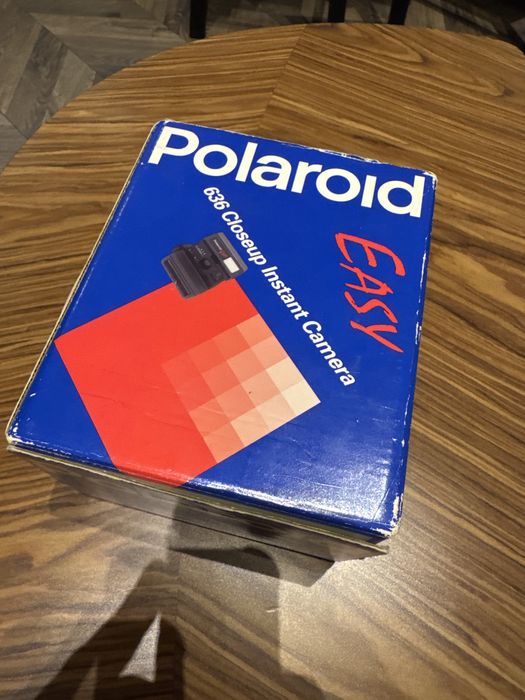 Polaroid
EASY
636 Closeup Instant Camera